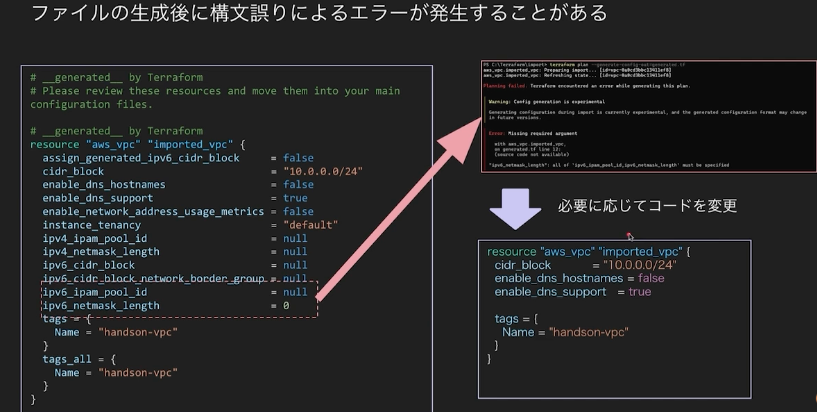 ファイルの生成後に構文誤りによるエラーが発生することがある
# __generated__ by Terraform
# Please review these resources and move them into your main
configuration files.
# __generated__ by Terraform
resource "aws_vpc" "imported_vpc" {
assign_generated_ipv6_cidr_block = false
cidr_block = "10.0.0.0/24"
enable_dns_hostnames = false
enable_dns_support = true
enable_network_address_usage_metrics = false
instance_tenancy = "default"
ipv4_ipam_pool_id = null
ipv4_netmask_length = null
ipv6_cidr_block = null
ipv6_cidr_block_network_border_group = null
ipv6_ipam_pool_id = null
ipv6_netmask_length = 0
tags = {
Name = "handson-vpc"
}
tags_all = {
Name = "handson-vpc"
}
}
PS C:\Terraform\import> terraform plan --generate-config-out=generated.tf
aws_vpc.imported_vpc: Preparing import...
aws_vpc.imported_vpc: Refreshing state...
Planning failed. Terraform encountered an error while generating this plan.
Warning: Config generation is experimental
Generating configuration during import is currently experimental, and the generated configuration format may change
in future versions.
Error: Missing required argument
with aws_vpc.imported_vpc,
on generated.tf line 12:
(source code not available)
"ipv6_netmask_length": all of `ipv6_ipam_pool_id,ipv6_netmask_length` must be specified
必要に応じてコードを変更
resource "aws_vpc" "imported_vpc" {
cidr_block = "10.0.0.0/24"
enable_dns_hostnames = false
enable_dns_support = true
tags = {
Name = "handson-vpc"
}
}